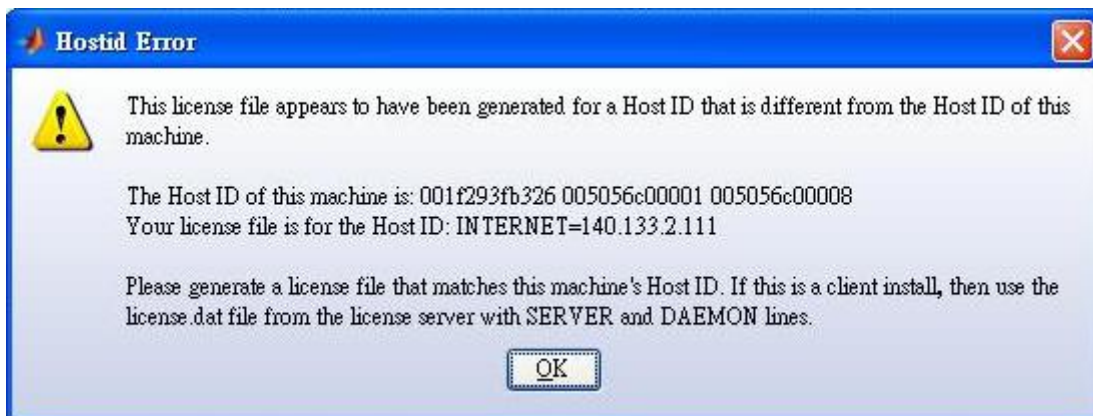 Hostid Error
This license file appears to have been generated for a Host ID that is different from the Host ID of this
machine.
The Host ID of this machine is: 001f293fb326 005056c00001 005056c00008
Your license file is for the Host ID: INTERNET=140.133.2.111
Please generate a license file that matches this machine's Host ID. If this is a client install, then use the
license.dat file from the license server with SERVER and DAEMON lines.
OK